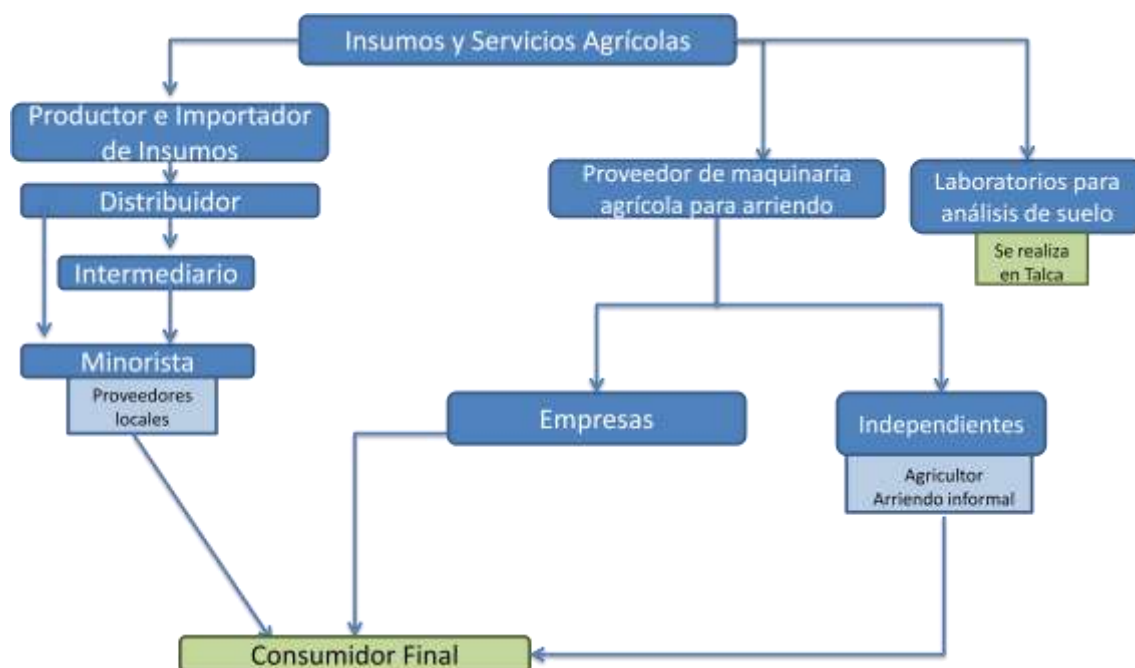 Insumos y Servicios Agrícolas
Productor e Importador
de Insumos
Distribuidor
Intermediario
Minorista
Proveedores
locales
Proveedor de maquinaria
agrícola para arriendo
Laboratorios para
análisis de suelo
Se realiza
en Talca
Empresas
Independientes
Agricultor
Arriendo informal
Consumidor Final